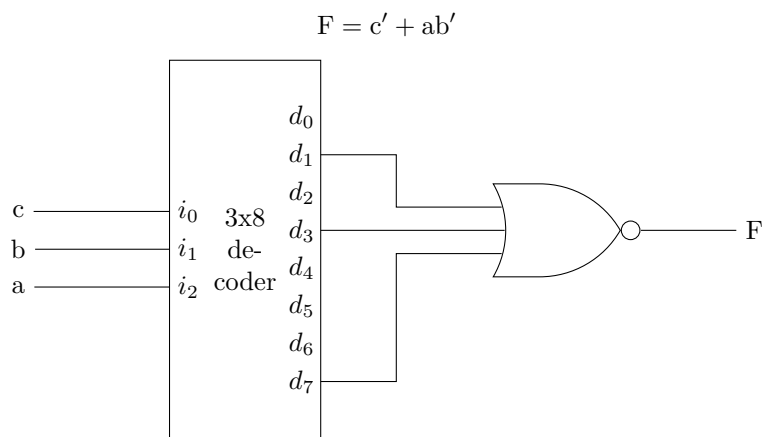 F = c′ + ab′
d₀
d₁
d₂
d₃
d₄
d₅
d₆
d₇
c
b
a
i₀
i₁
i₂
3x8
de-
coder
F